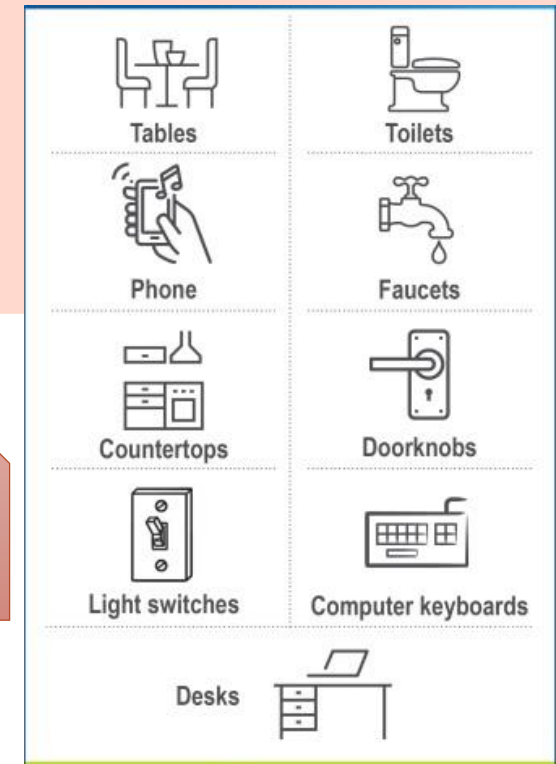 Tables
Toilets
Phone
Faucets
Countertops
Doorknobs
Light switches
Computer keyboards
Desks